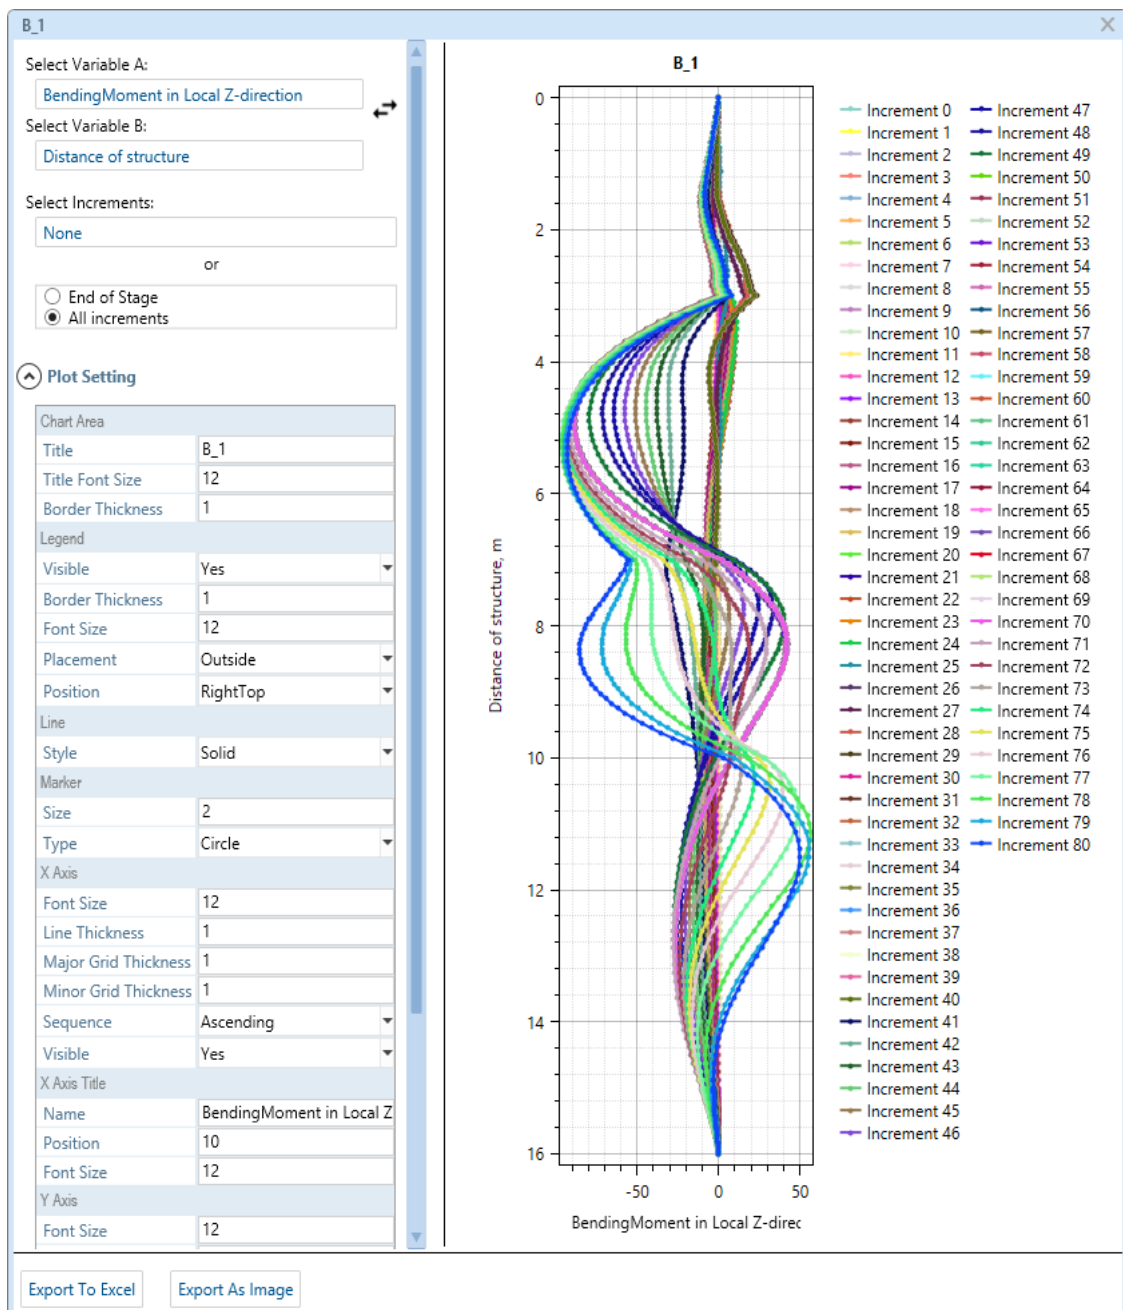 B_1
Select Variable A:
BendingMoment in Local Z-direction
Select Variable B:
Distance of structure
Select Increments:
None
or
End of Stage
All increments
Plot Setting
Chart Area
Title B_1
Title Font Size 12
Border Thickness 1
Legend
Visible Yes
Border Thickness 1
Font Size 12
Placement Outside
Position RightTop
Line
Style Solid
Marker
Size 2
Type Circle
X Axis
Font Size 12
Line Thickness 1
Major Grid Thickness 1
Minor Grid Thickness 1
Sequence Ascending
Visible Yes
X Axis Title
Name BendingMoment in Local Z
Position 10
Font Size 12
Y Axis
Font Size 12
Export To Excel Export As Image
B_1
Distance of structure, m
0
2
4
6
8
10
12
14
16
-50 0 50
BendingMoment in Local Z-direc
Increment 0 Increment 47
Increment 1 Increment 48
Increment 2 Increment 49
Increment 3 Increment 50
Increment 4 Increment 51
Increment 5 Increment 52
Increment 6 Increment 53
Increment 7 Increment 54
Increment 8 Increment 55
Increment 9 Increment 56
Increment 10 Increment 57
Increment 11 Increment 58
Increment 12 Increment 59
Increment 13 Increment 60
Increment 14 Increment 61
Increment 15 Increment 62
Increment 16 Increment 63
Increment 17 Increment 64
Increment 18 Increment 65
Increment 19 Increment 66
Increment 20 Increment 67
Increment 21 Increment 68
Increment 22 Increment 69
Increment 23 Increment 70
Increment 24 Increment 71
Increment 25 Increment 72
Increment 26 Increment 73
Increment 27 Increment 74
Increment 28 Increment 75
Increment 29 Increment 76
Increment 30 Increment 77
Increment 31 Increment 78
Increment 32 Increment 79
Increment 33 Increment 80
Increment 34
Increment 35
Increment 36
Increment 37
Increment 38
Increment 39
Increment 40
Increment 41
Increment 42
Increment 43
Increment 44
Increment 45
Increment 46